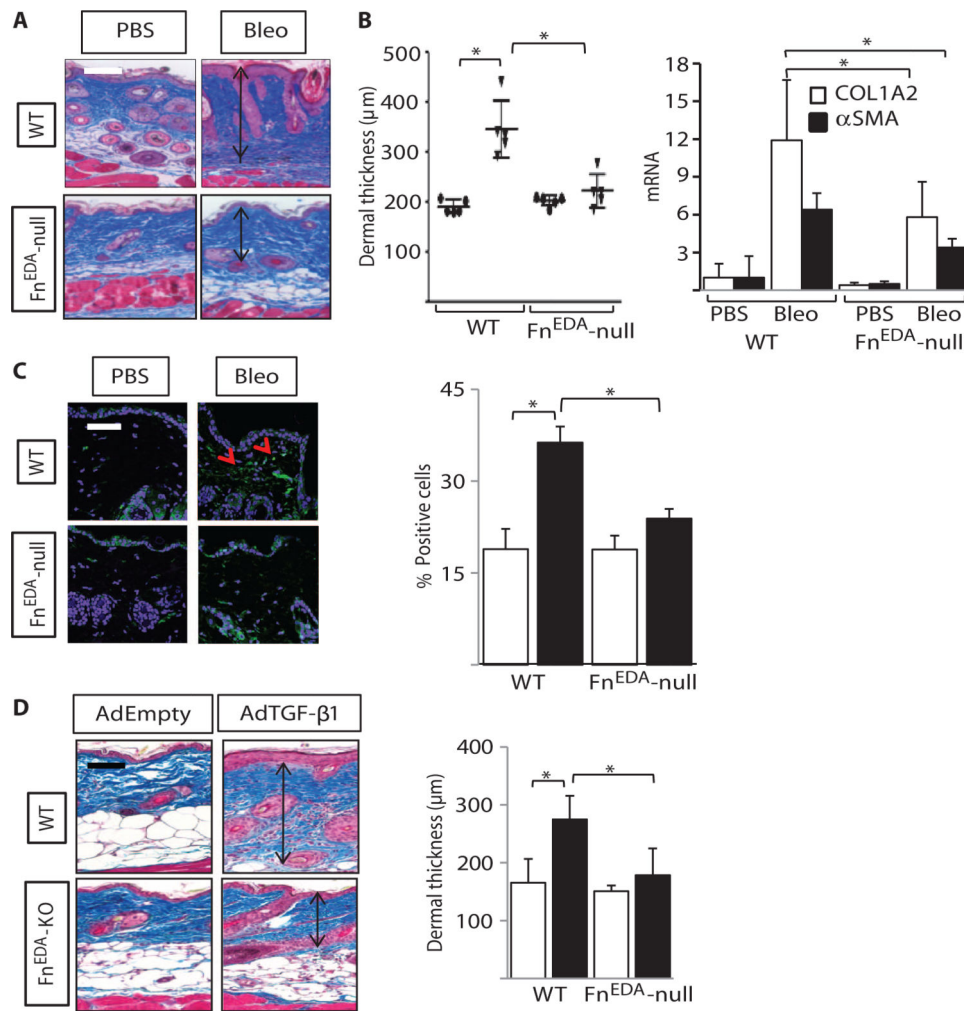 A
PBS
Bleo
WT
Fn^EDA-null
B
Dermal thickness (µm)
500
400
300
200
100
*
*
WT
Fn^EDA-null
mRNA
18
15
12
9
6
3
*
*
COL1A2
αSMA
PBS Bleo PBS Bleo
WT Fn^EDA-null
C
PBS
Bleo
WT
Fn^EDA-null
% Positive cells
45
30
15
*
*
WT
Fn^EDA-null
D
AdEmpty
AdTGF-β1
WT
Fn^EDA-KO
Dermal thickness (µm)
400
300
200
100
*
*
WT
Fn^EDA-null